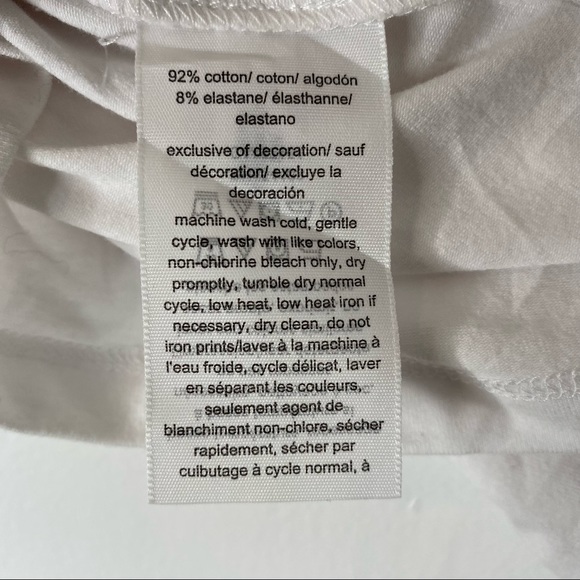 92% cotton/ coton/ algodón
8% elastane/ élasthanne/
elastano
exclusive of decoration/ sauf
décoration/ excluye la
decoración
machine wash cold, gentle
cycle, wash with like colors,
non-chlorine bleach only, dry
promptly, tumble dry normal
cycle, low heat, low heat iron if
necessary, dry clean, do not
iron prints/laver à la machine à
l'eau froide, cycle délicat, laver
en séparant les couleurs,
seulement agent de
blanchiment non-chlore, sécher
rapidement, sécher par
culbutage à cycle normal, à